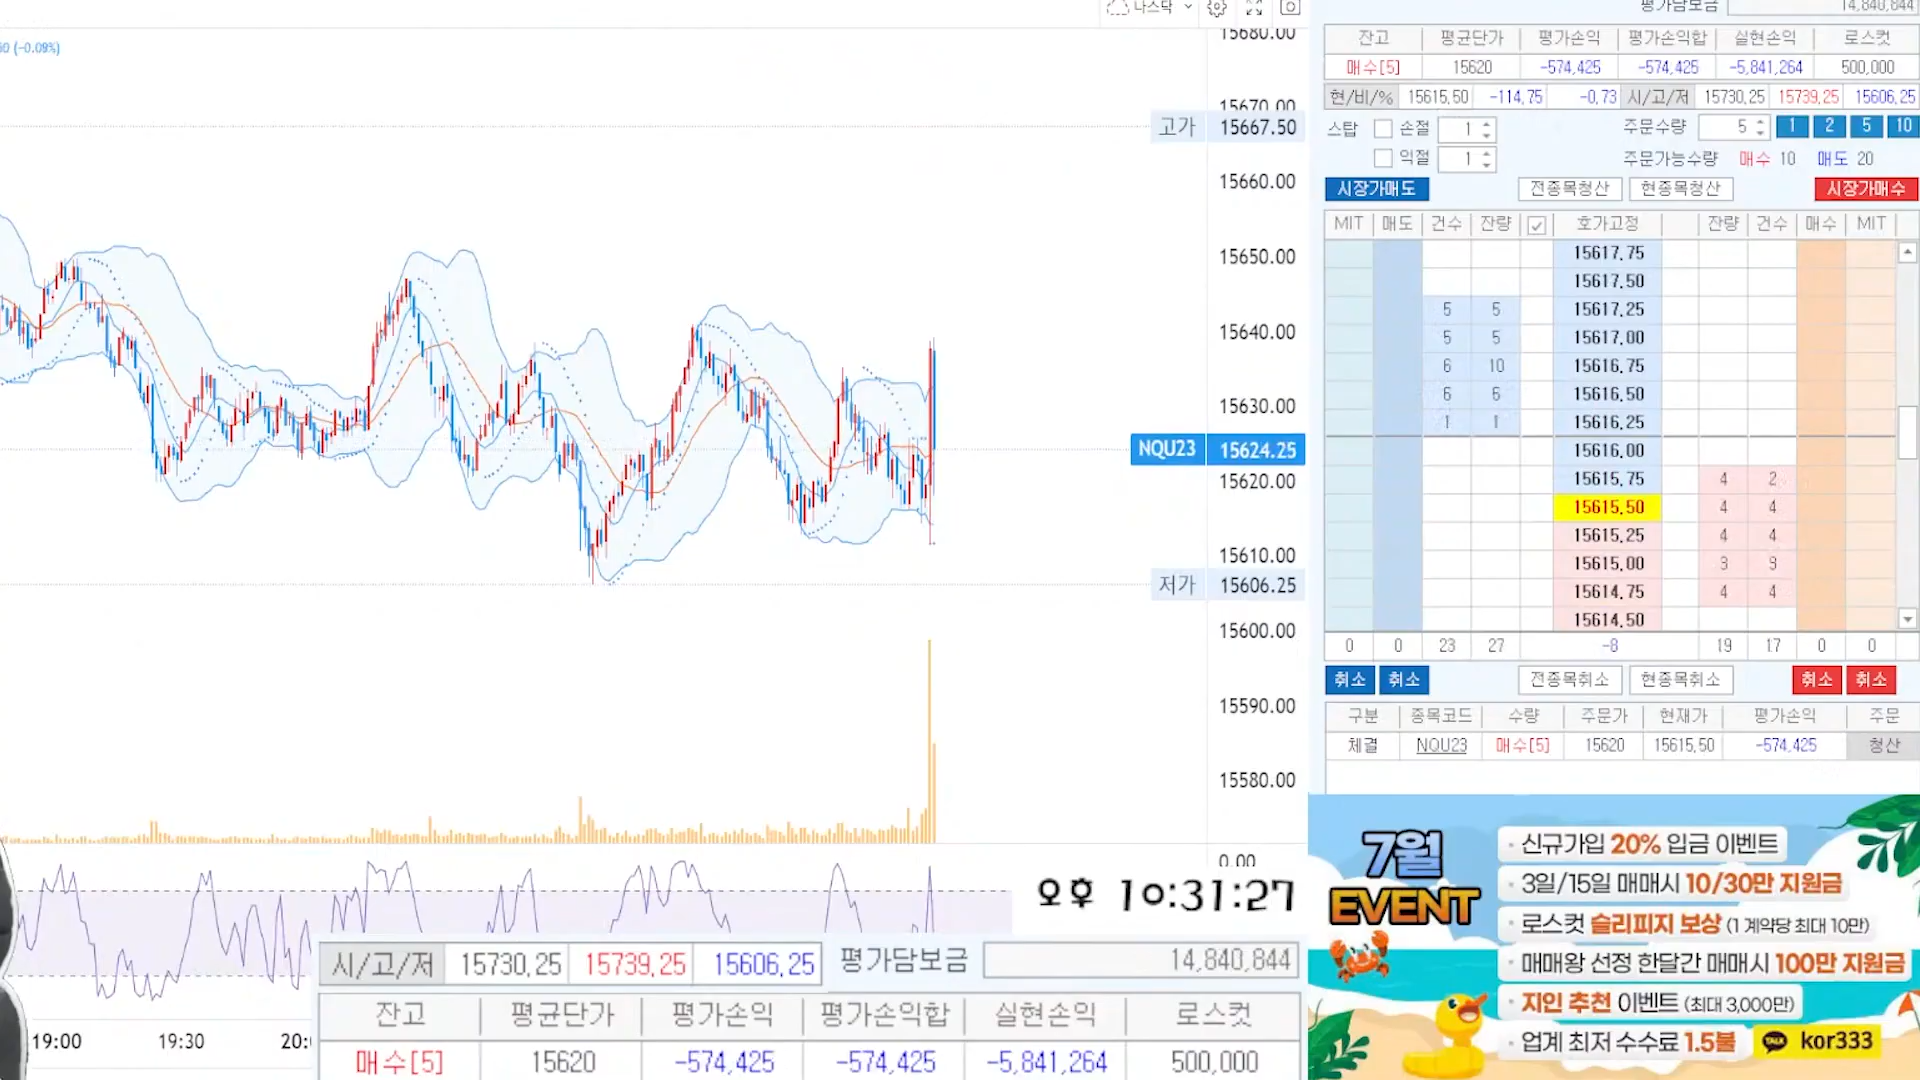 나스닥
50 (-0.09%)
15680.00
15670.00
고가 15667.50
15660.00
15650.00
15640.00
15630.00
NQU23 15624.25
15620.00
15610.00
저가 15606.25
15600.00
15590.00
15580.00
0.00
오후 10:31:27
19:00 19:30 20:
시/고/저 15730,25 15739,25 15606,25 평가담보금 14,840,844
잔고 평균단가 평가손익 평가손익합 실현손익 로스컷
매수[5] 15620 -574,425 -574,425 -5,841,264 500,000
평가담보금 14,840,844
잔고 평균단가 평가손익 평가손익합 실현손익 로스컷
매수[5] 15620 -574,425 -574,425 -5,841,264 500,000
현/비/% 15615,50 -114,75 -0,73 시/고/저 15730,25 15739,25 15606,25
스탑 손절 1 주문수량 5 1 2 5 10
익절 1 주문가능수량 매수 10 매도 20
시장가매도 전종목청산 현종목청산 시장가매수
MIT 매도 건수 잔량 호가고정 잔량 건수 매수 MIT
15617,75
15617,50
5 5 15617,25
5 5 15617,00
6 10 15616,75
6 6 15616,50
1 1 15616,25
15616,00
15615,75 4 2
15615,50 4 4
15615,25 4 4
15615,00 3 3
14614,75 4 4
15614,50
0 0 23 27 -8 19 17 0 0
취소 취소 전종목취소 현종목취소 취소 취소
구분 종목코드 수량 주문가 현재가 평가손익 주문
체결 NQU23 매수[5] 15620 15615,50 -574,425 청산
7월
EVENT
· 신규가입 20% 입금 이벤트
· 3일/15일 매매시 10/30만 지원금
· 로스컷 슬리피지 보상 (1 계약당 최대 10만)
· 매매왕 선정 한달간 매매시 100만 지원금
· 지인 추천 이벤트 (최대 3,000만)
· 업계 최저 수수료 1.5불 TALK kor333